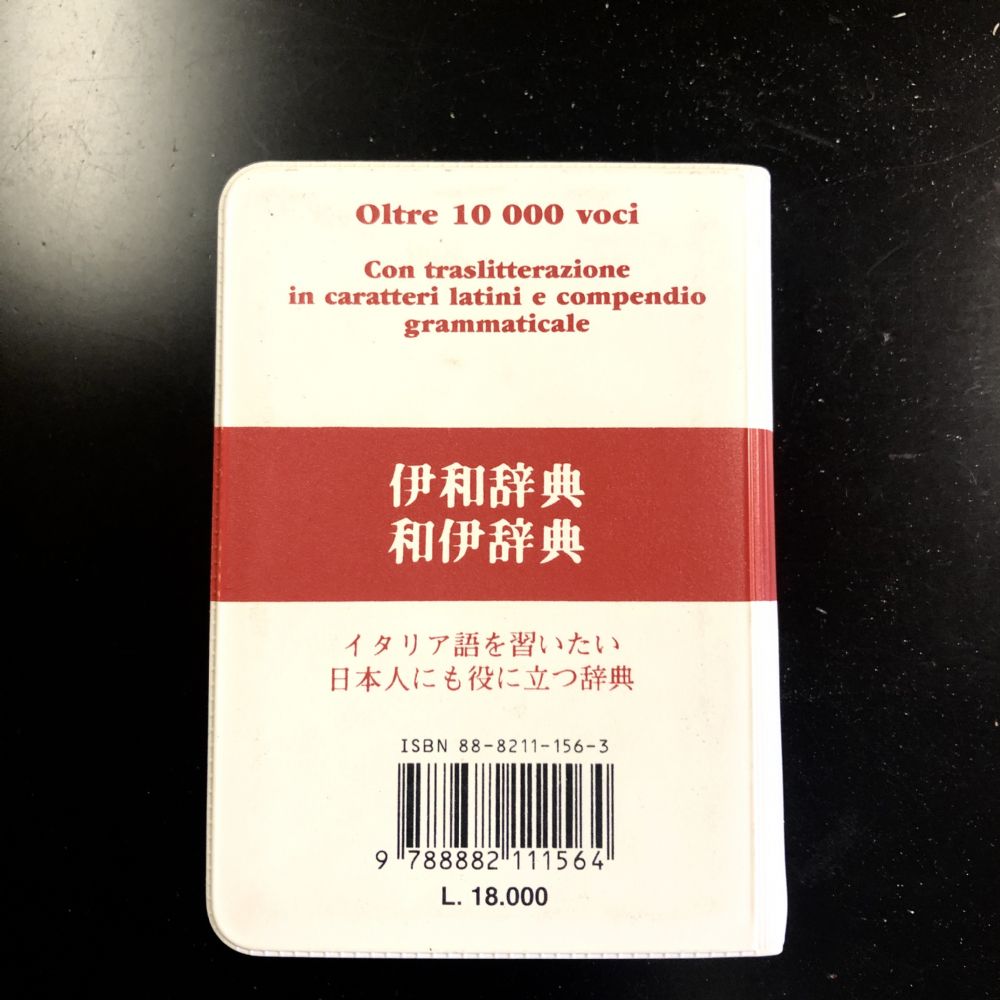 Oltre 10 000 voci
Con traslitterazione
in caratteri latini e compendio
grammaticale
伊和辞典
和伊辞典
イタリア語を習いたい
日本人にも役に立つ辞典
ISBN 88-8211-156-3
9 788882 111564
L. 18.000